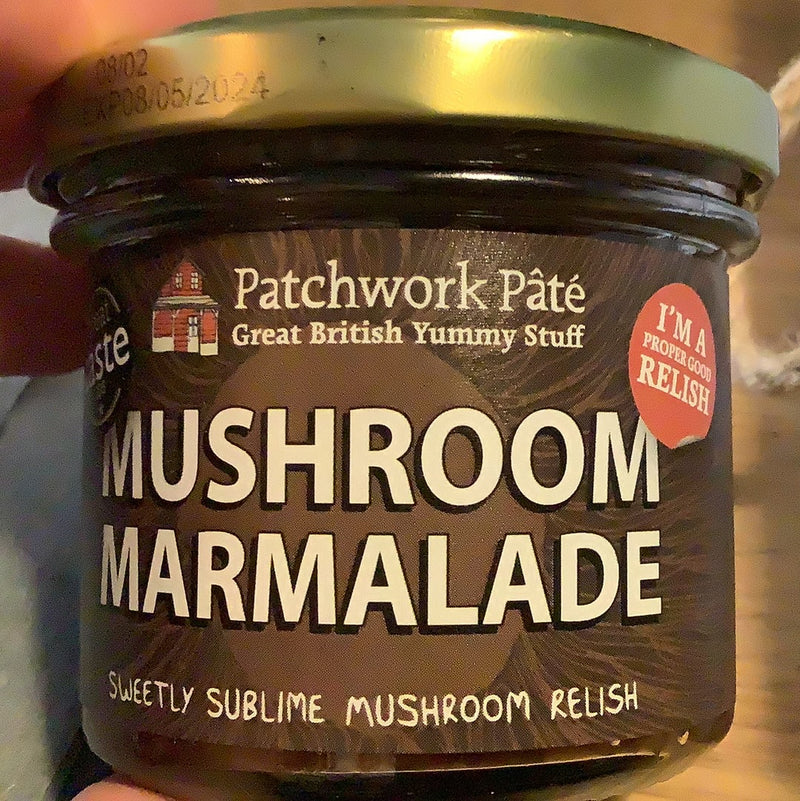 08/02
EXP08/05/2024
Patchwork Pâté
Great British Yummy Stuff
I'M A
PROPER GOOD
RELISH
MUSHROOM
MARMALADE
SWEETLY SUBLIME MUSHROOM RELISH